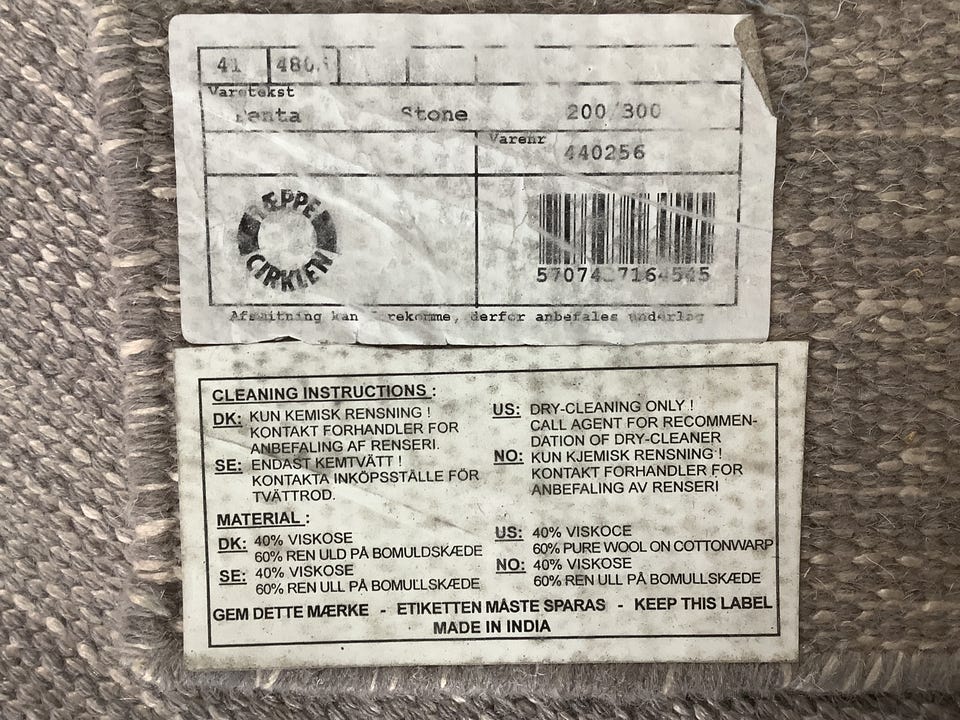 41
Varetekst
Stone 200/300
Varenr
440256
TÆPPE CIRKLEN
kan derfor anbefales underlag
CLEANING INSTRUCTIONS :
DK: KUN KEMISK RENSNING !
KONTAKT FORHANDLER FOR
ANBEFALING AF RENSERI.
SE: ENDAST KEMTVÄTT !
KONTAKTA INKÖPSSTÄLLE FÖR
TVÄTTROD.
US: DRY-CLEANING ONLY !
CALL AGENT FOR RECOMMEN-
DATION OF DRY-CLEANER
NO: KUN KJEMISK RENSNING !
KONTAKT FORHANDLER FOR
ANBEFALING AV RENSERI
MATERIAL :
DK: 40% VISKOSE
60% REN ULD PÅ BOMULDSKÆDE
SE: 40% VISKOSE
60% REN ULL PÅ BOMULLSKÆDE
US: 40% VISKOCE
60% PURE WOOL ON COTTONWARP
NO: 40% VISKOSE
60% REN ULL PÅ BOMULLSKÆDE
GEM DETTE MÆRKE - ETIKETTEN MÅSTE SPARAS - KEEP THIS LABEL
MADE IN INDIA